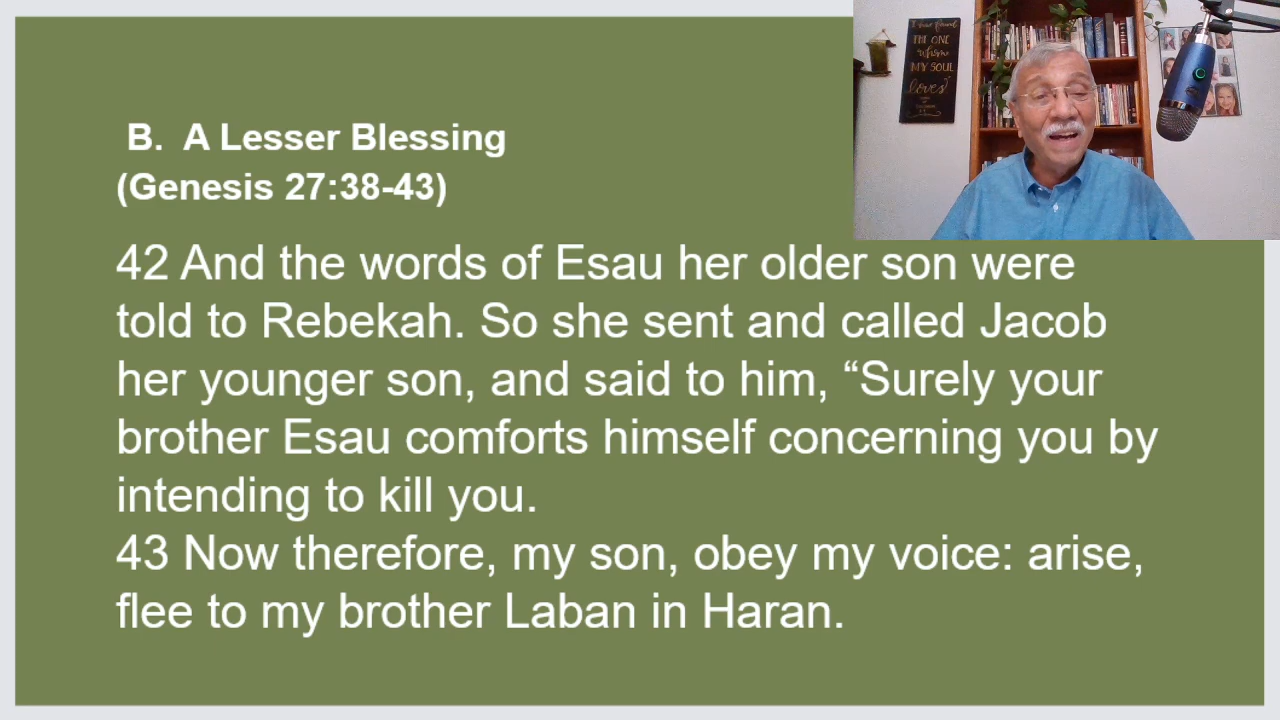 B. A Lesser Blessing
(Genesis 27:38-43)
42 And the words of Esau her older son were
told to Rebekah. So she sent and called Jacob
her younger son, and said to him, “Surely your
brother Esau comforts himself concerning you by
intending to kill you.
43 Now therefore, my son, obey my voice: arise,
flee to my brother Laban in Haran.
I have found
THE ONE
whom
MY SOUL
loves